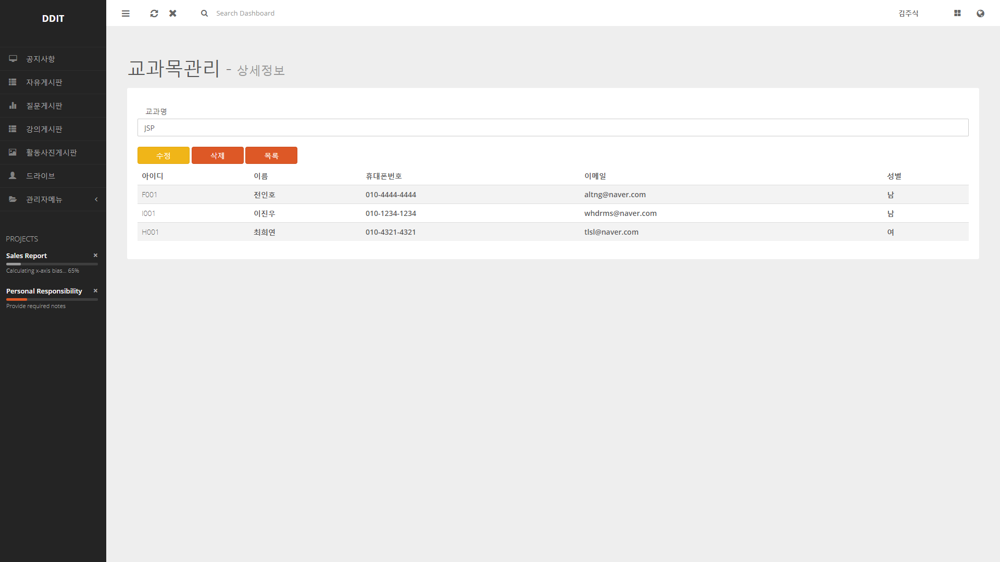 DDIT
Search Dashboard
김주식
공지사항
자유게시판
질문게시판
강의게시판
활동사진게시판
드라이브
관리자메뉴
PROJECTS
Sales Report
Calculating x-axis bias... 65%
Personal Responsibility
Provide required notes
교과목관리 - 상세정보
교과명
JSP
수정 삭제 목록
아이디 이름 휴대폰번호 이메일 성별
F001 전인호 010-4444-4444 altng@naver.com 남
I001 이진우 010-1234-1234 whdrms@naver.com 남
H001 최희연 010-4321-4321 tlsl@naver.com 여